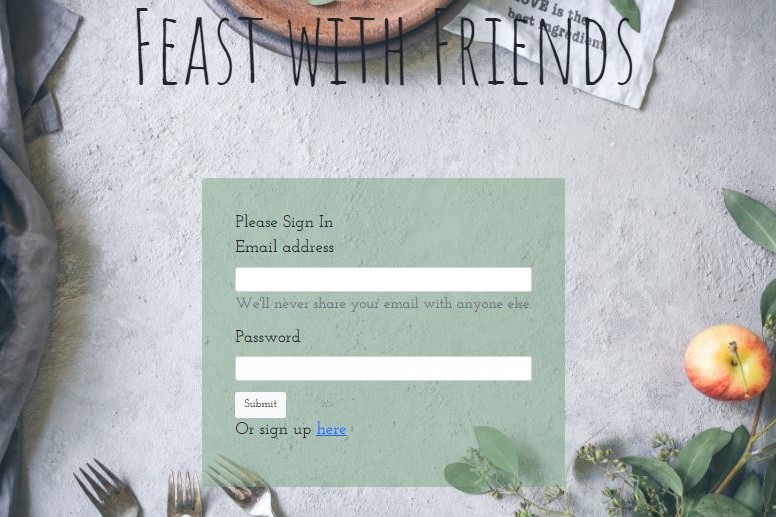 Feast with Friends
LOVE is the
best ingredient
Please Sign In
Email address
We'll never share your email with anyone else.
Password
Submit
Or sign up here